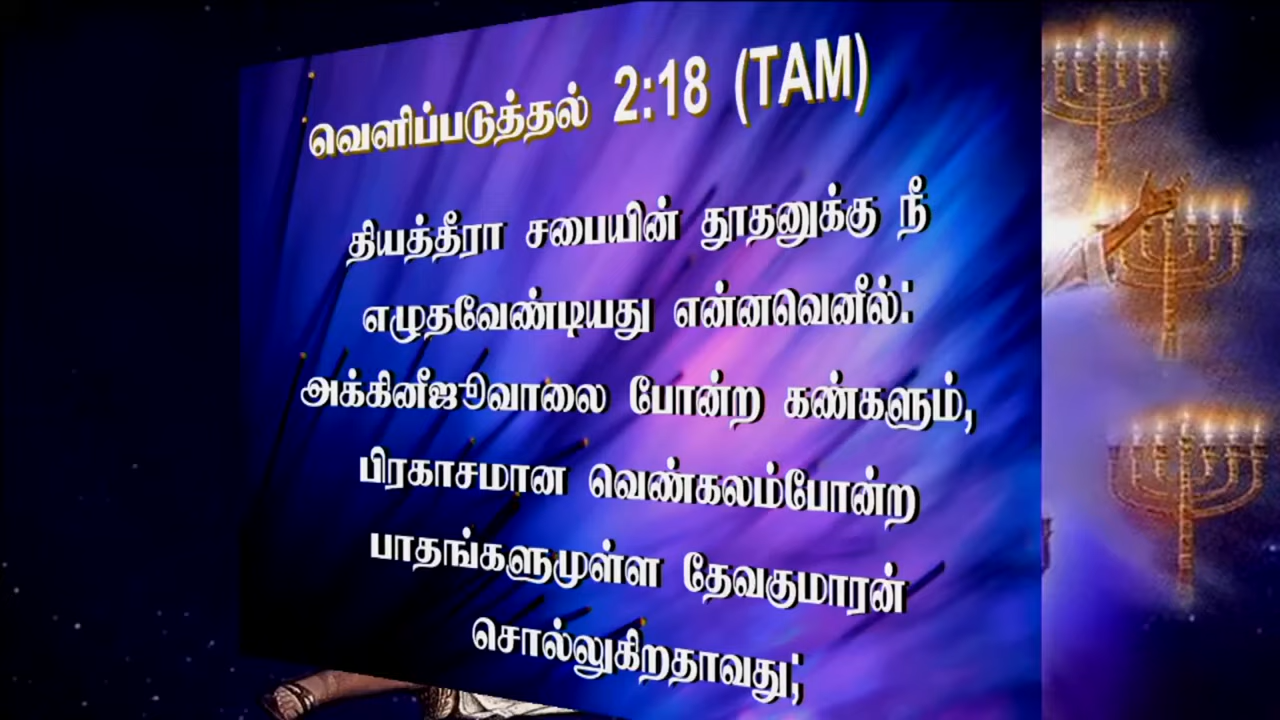 வெளிப்படுத்தல் 2:18 (TAM)
தியத்தீரா சபையின் தூதனுக்கு நீ
எழுதவேண்டியது என்னவெனில்:
அக்கினிஜூவாலை போன்ற கண்களும்,
பிரகாசமான வெண்கலம்போன்ற
பாதங்களுமுள்ள தேவகுமாரன்
சொல்லுகிறதாவது;